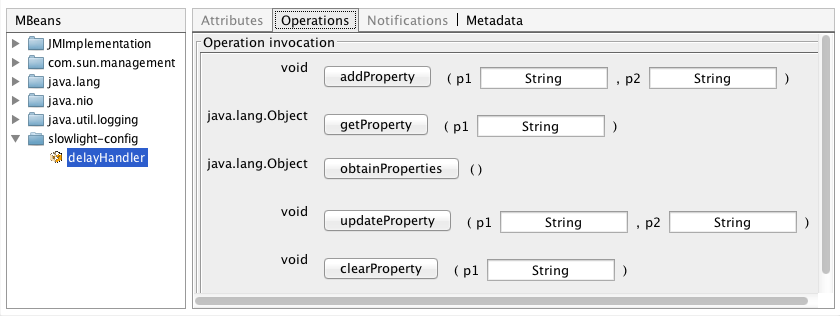 MBeans
JMImplementation
com.sun.management
java.lang
java.nio
java.util.logging
slowlight-config
delayHandler
Attributes Operations Notifications Metadata
Operation invocation
void addProperty ( p1 String , p2 String )
java.lang.Object getProperty ( p1 String )
java.lang.Object obtainProperties ()
void updateProperty ( p1 String , p2 String )
void clearProperty ( p1 String )